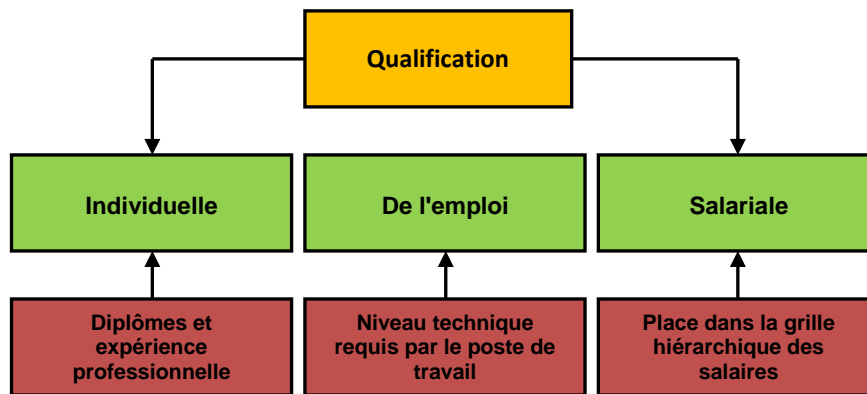 Qualification
Individuelle
De l'emploi
Salariale
Diplômes et
expérience
professionnelle
Niveau technique
requis par le poste de
travail
Place dans la grille
hiérarchique des
salaires